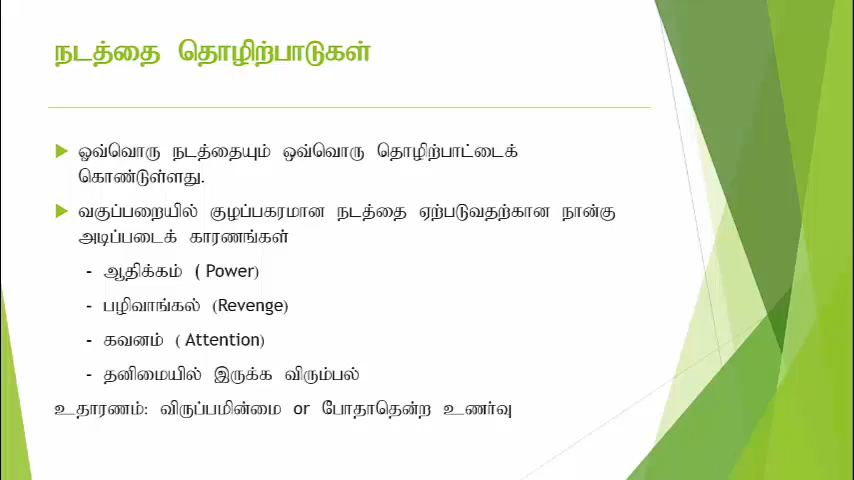 நடத்தை தொழிற்பாடுகள்
ஓவ்வொரு நடத்தையும் ஒவ்வொரு தொழிற்பாட்டைக்
கொண்டுள்ளது.
வகுப்பறையில் குழப்பகரமான நடத்தை ஏற்படுவதற்கான நான்கு
அடிப்படைக் காரணங்கள்
- ஆதிக்கம் ( Power)
- பழிவாங்கல் (Revenge)
- கவனம் ( Attention)
- தனிமையில் இருக்க விரும்பல்
உதாரணம்: விருப்பமின்மை or போதாதென்ற உணர்வு